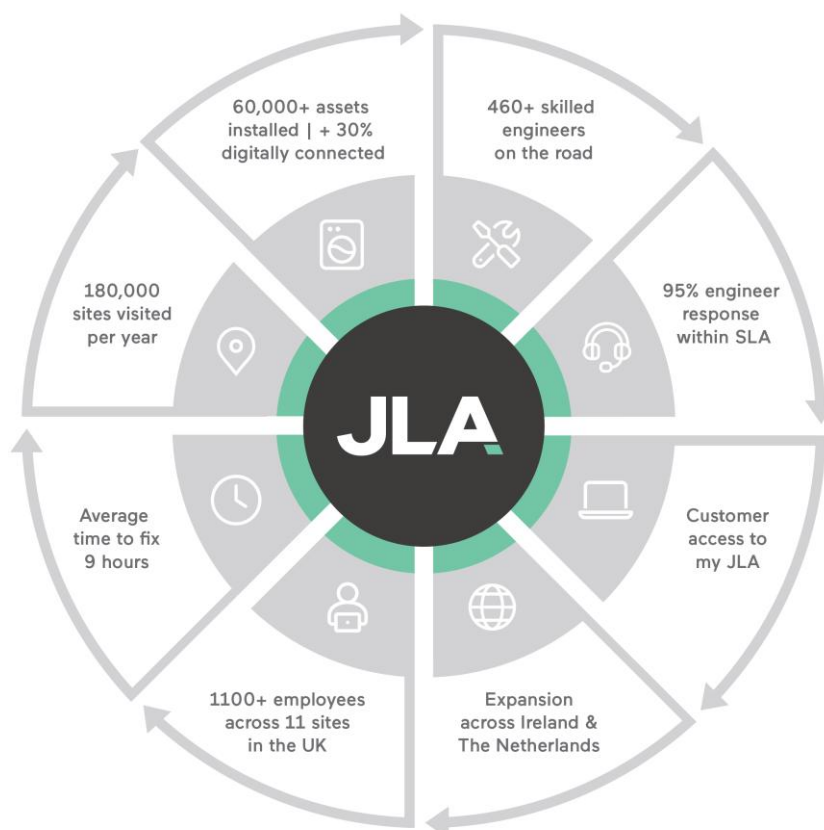 60,000+ assets
installed | + 30%
digitally connected
460+ skilled
engineers
on the road
95% engineer
response
within SLA
Customer
access to
my JLA
Expansion
across Ireland &
The Netherlands
1100+ employees
across 11 sites
in the UK
Average
time to fix
9 hours
180,000
sites visited
per year
JLA